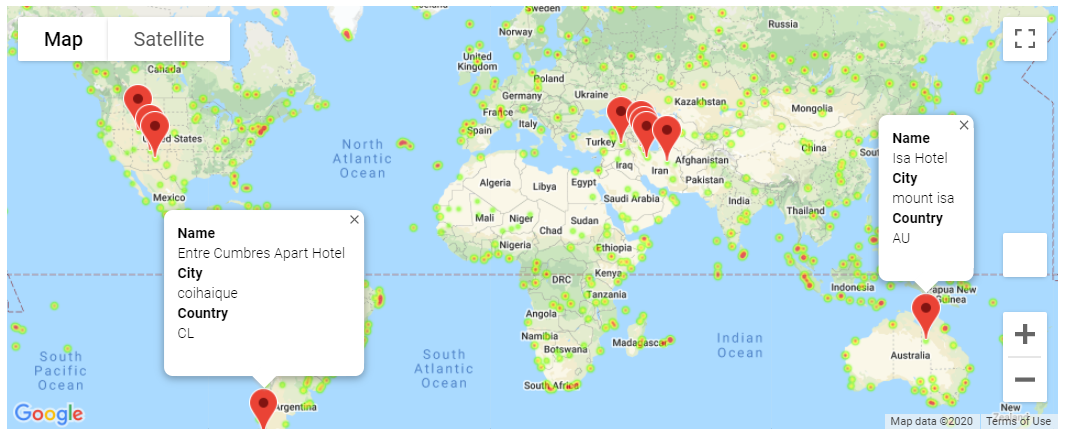 Map
Satellite
Sweden
Norway
Russia
Canada
United
Kingdom
Poland
Germany
Ukraine
France
Kazakhstan
Mongolia
Italy
Spain
Turkey
China
Iraq
Iran
Afghanistan
Pakistan
North
Atlantic
Ocean
Mexico
Algeria
Libya
Egypt
Saudi Arabia
India
Thailand
Mali
Niger
Chad
Sudan
Nigeria
Ethiopia
DRC
Kenya
Tanzania
Indonesia
Papua New
Guinea
Angola
Namibia
Botswana
Madagascar
South Africa
Indian
Ocean
Australia
South
Pacific
Ocean
South
Atlantic
Ocean
Argentina
New
Name
Entre Cumbres Apart Hotel
City
coihaique
Country
CL
Name
Isa Hotel
City
mount isa
Country
AU
Google
Map data ©2020
Terms of Use